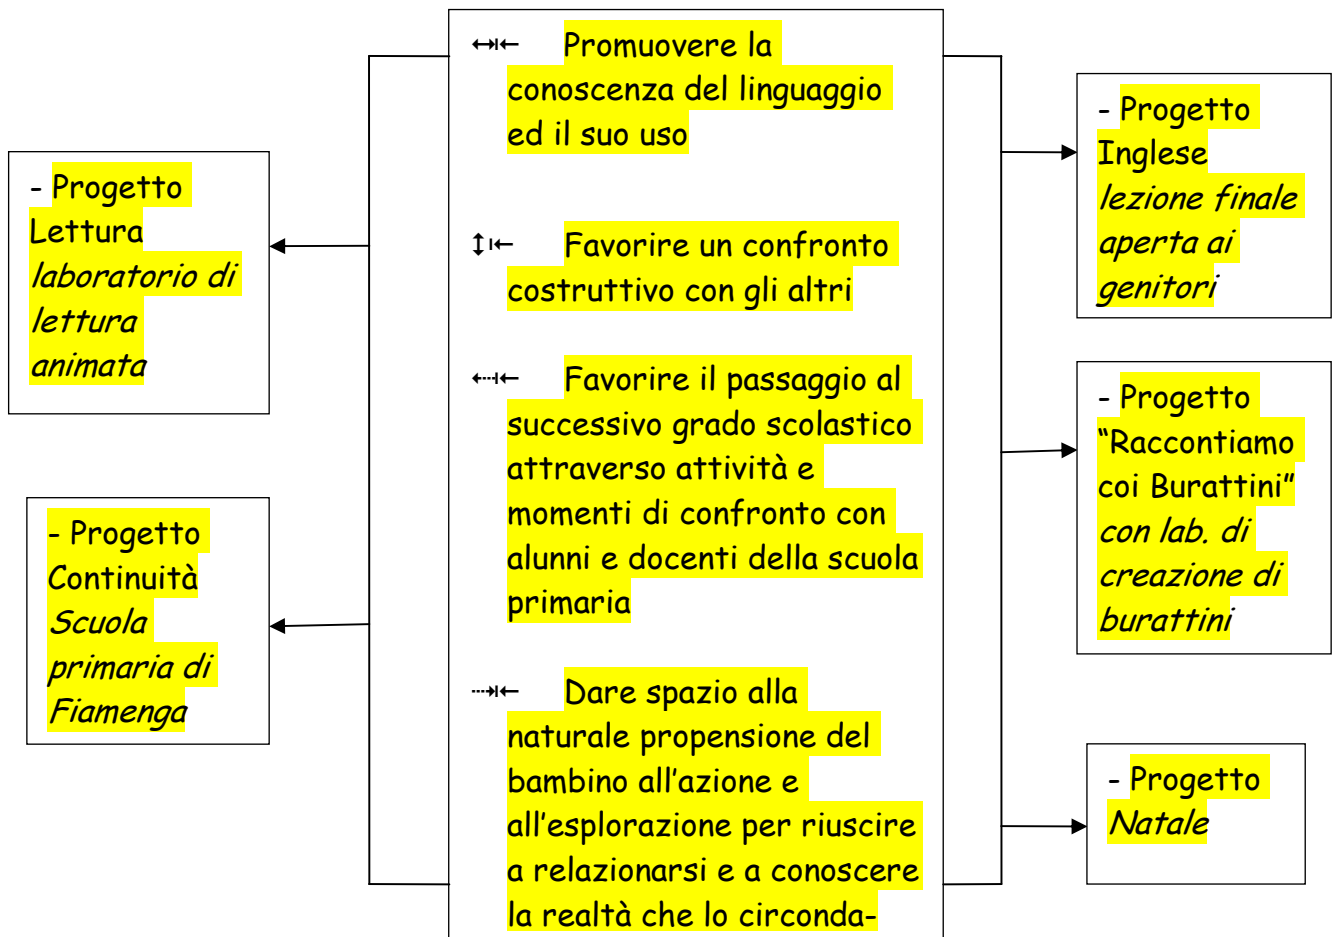 Promuovere la
conoscenza del linguaggio
ed il suo uso
Favorire un confronto
costruttivo con gli altri
Favorire il passaggio al
successivo grado scolastico
attraverso attività e
momenti di confronto con
alunni e docenti della scuola
primaria
Dare spazio alla
naturale propensione del
bambino all'azione e
all'esplorazione per riuscire
a relazionarsi e a conoscere
la realtà che lo circonda-
- Progetto
Lettura
laboratorio di
lettura
animata
- Progetto
Continuità
Scuola
primaria di
Fiamenga
- Progetto
Inglese
lezione finale
aperta ai
genitori
- Progetto
“Raccontiamo
coi Burattini”
con lab. di
creazione di
burattini
- Progetto
Natale